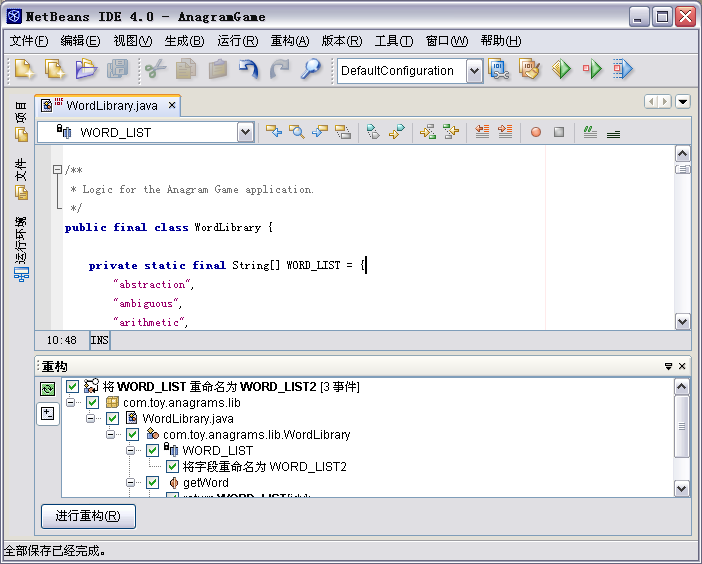 NetBeans IDE 4.0 - AnagramGame
文件(F) 编辑(E) 视图(V) 生成(B) 运行(R) 重构(A) 版本(R) 工具(T) 窗口(W) 帮助(H)
DefaultConfiguration
项目
文件
运行环境
WordLibrary.java
WORD_LIST
/**
* Logic for the Anagram Game application.
*/
public final class WordLibrary {
private static final String[] WORD_LIST = {
"abstraction",
"ambiguous",
"arithmetic",
10:48 INS
重构
将 WORD_LIST 重命名为 WORD_LIST2 [3 事件]
com.toy.anagrams.lib
WordLibrary.java
com.toy.anagrams.lib.WordLibrary
WORD_LIST
将字段重命名为 WORD_LIST2
getWord
进行重构(R)
全部保存已经完成。